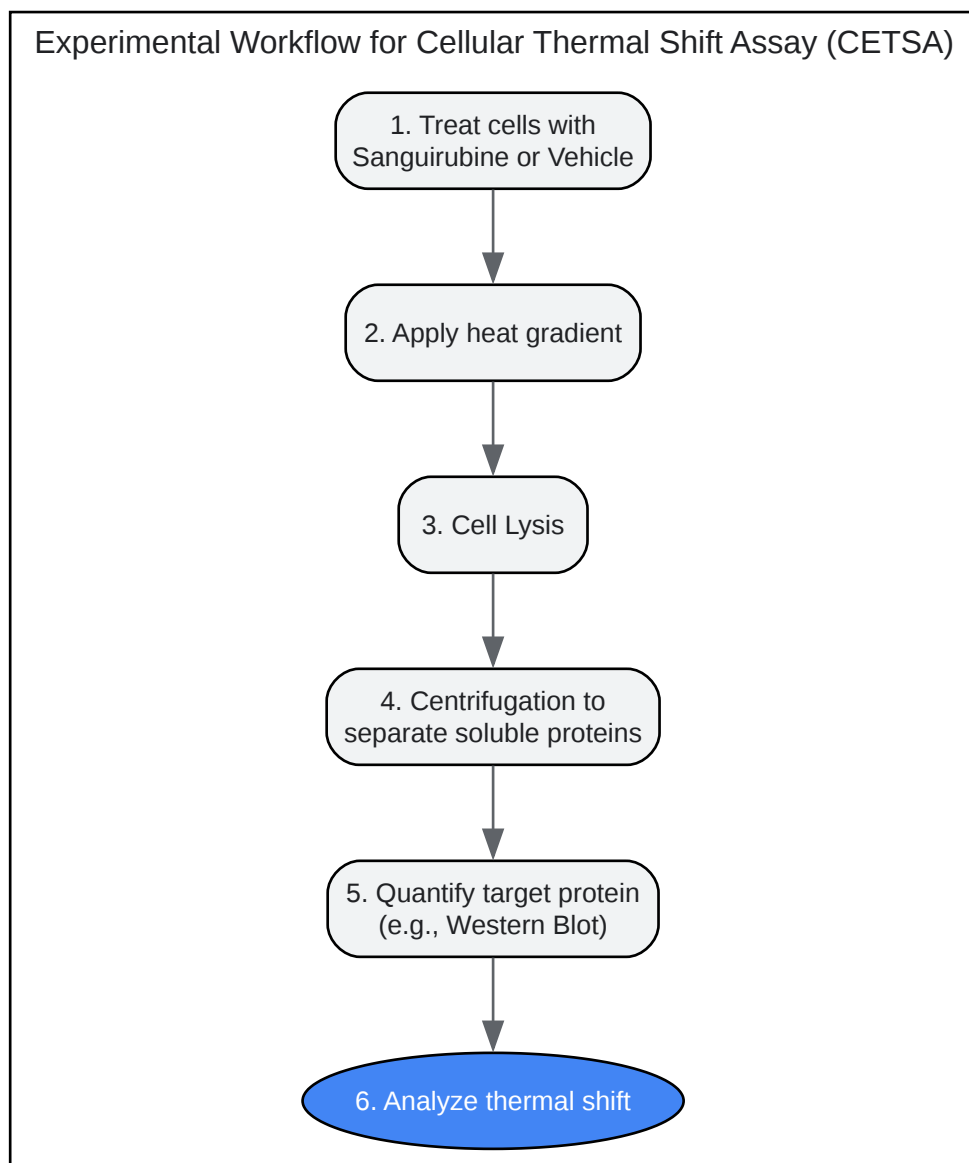 Experimental Workflow for Cellular Thermal Shift Assay (CETSA)
1. Treat cells with
Sanguirubine or Vehicle
2. Apply heat gradient
3. Cell Lysis
4. Centrifugation to
separate soluble proteins
5. Quantify target protein
(e.g., Western Blot)
6. Analyze thermal shift